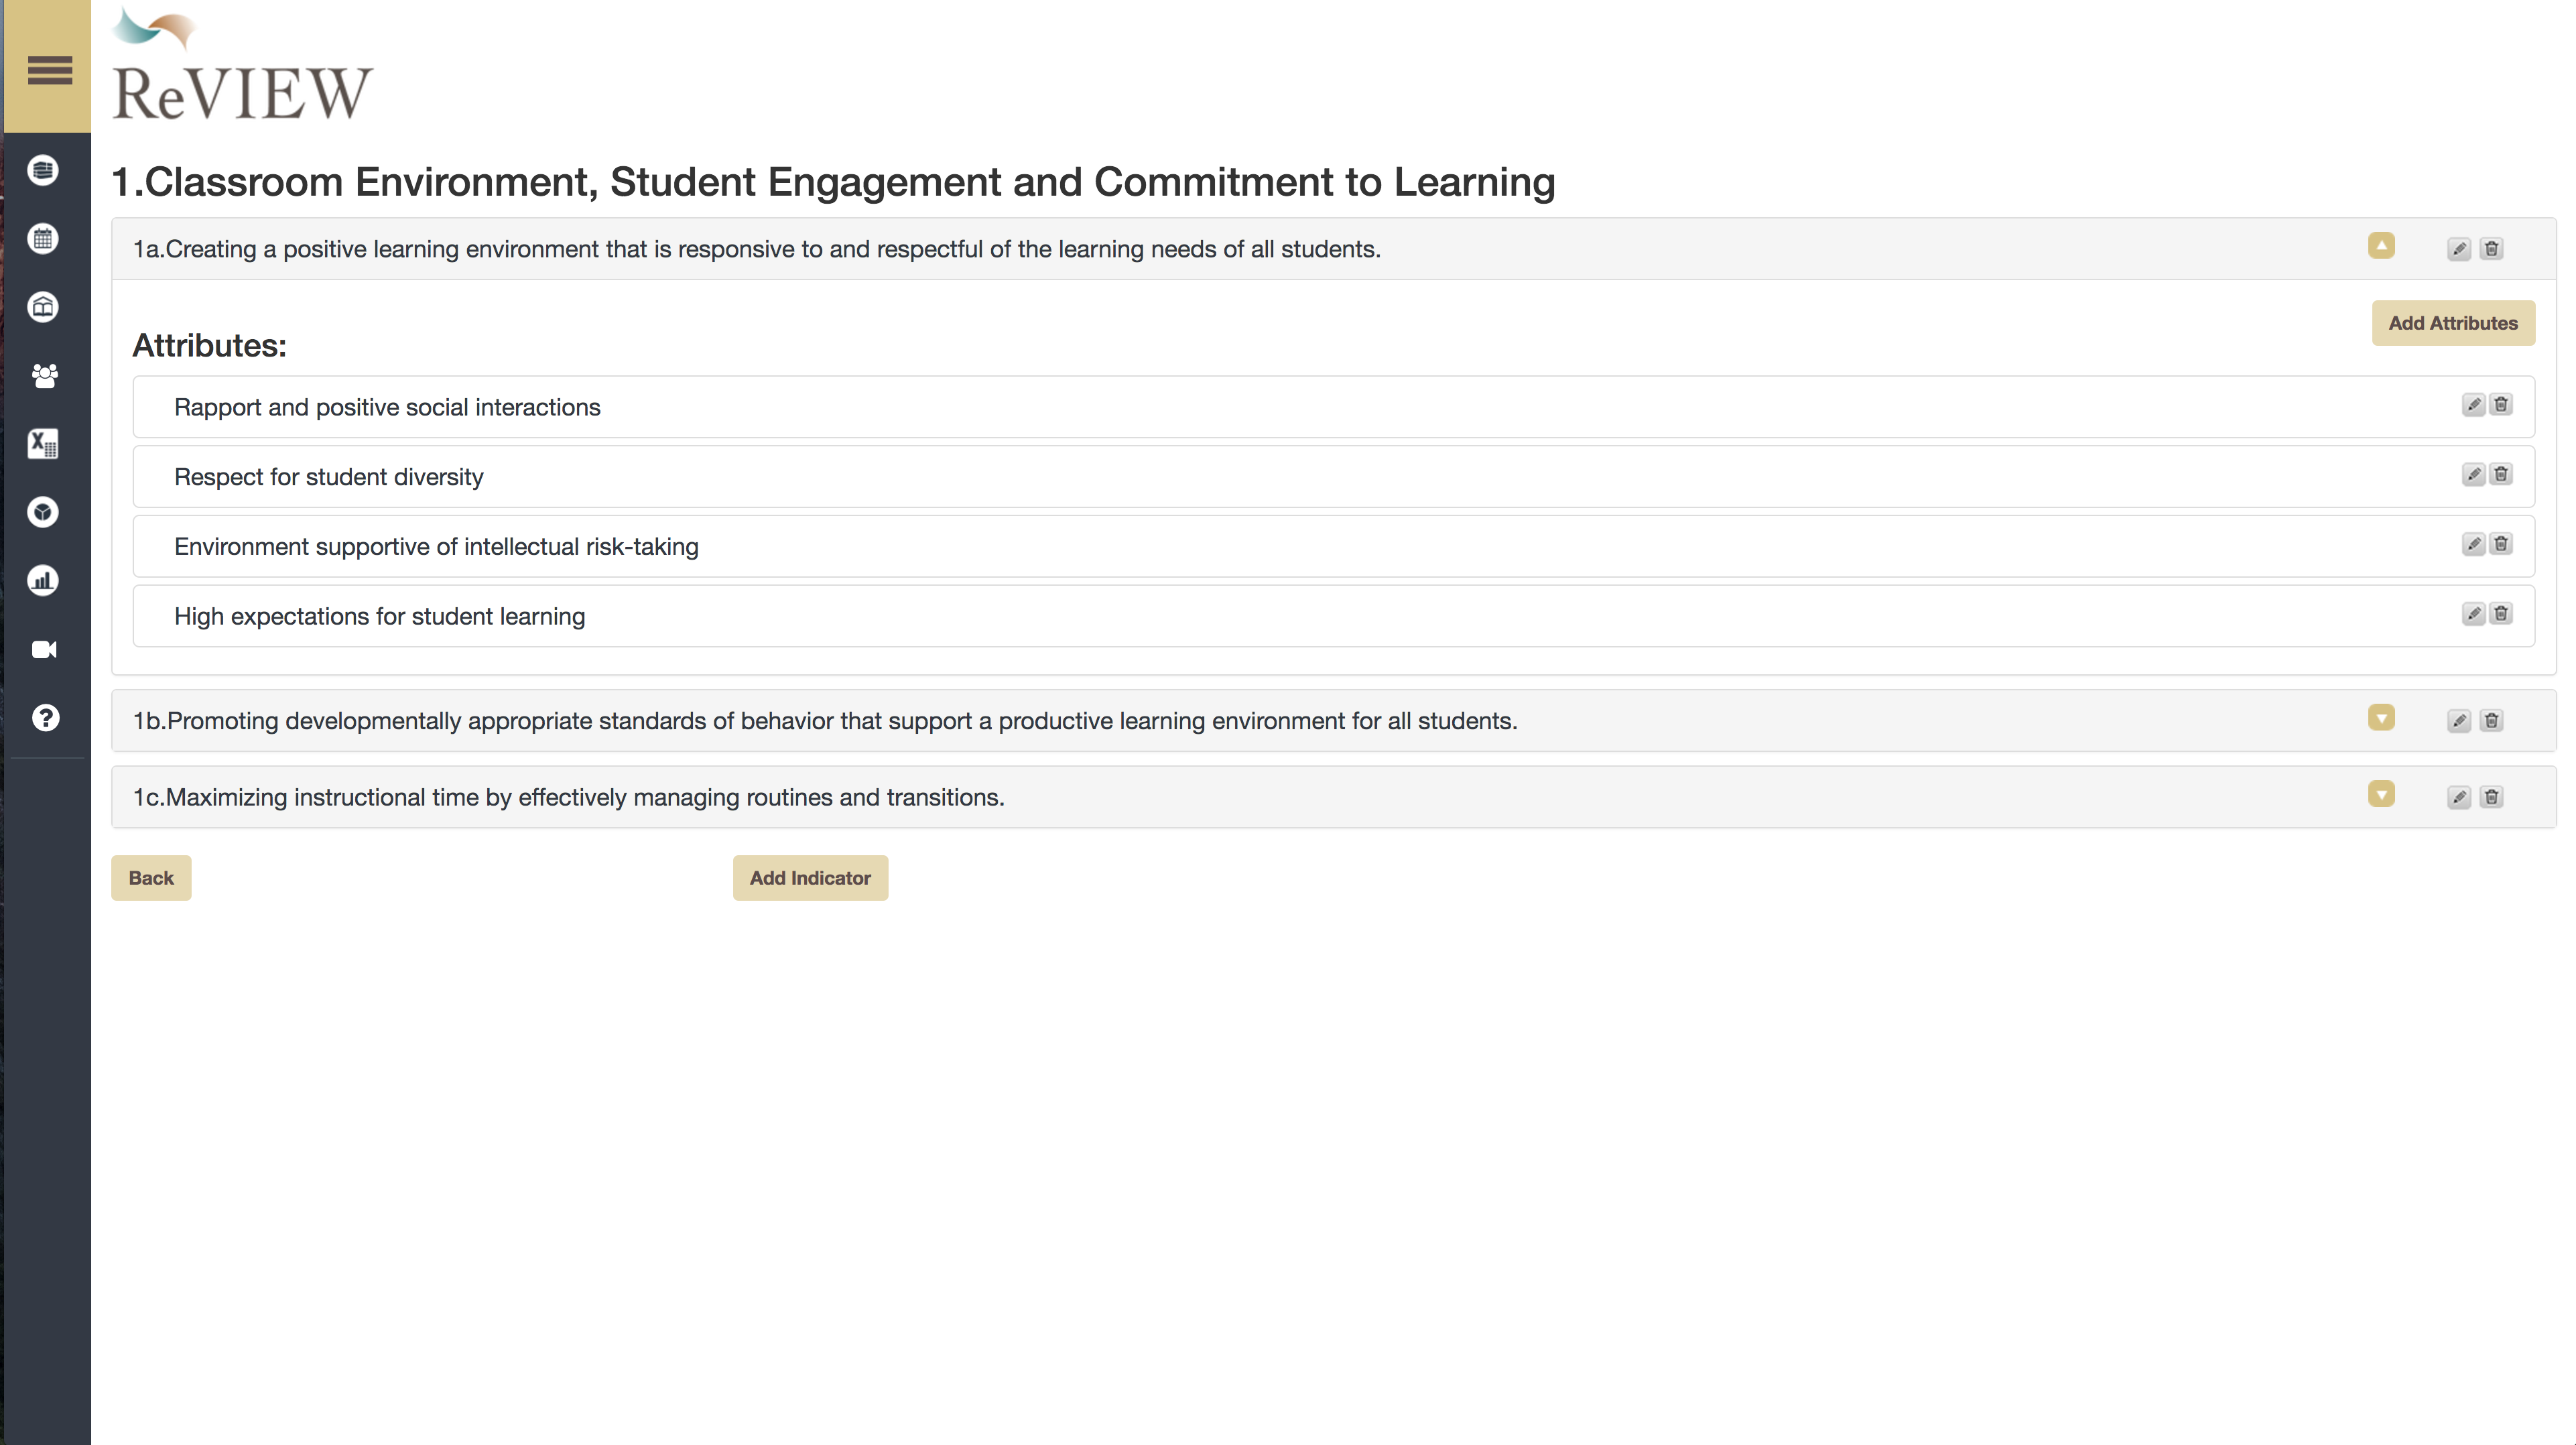 ReVIEW
1.Classroom Environment, Student Engagement and Commitment to Learning
1a.Creating a positive learning environment that is responsive to and respectful of the learning needs of all students.
Add Attributes
Attributes:
Rapport and positive social interactions
Respect for student diversity
Environment supportive of intellectual risk-taking
High expectations for student learning
1b.Promoting developmentally appropriate standards of behavior that support a productive learning environment for all students.
1c.Maximizing instructional time by effectively managing routines and transitions.
Back
Add Indicator